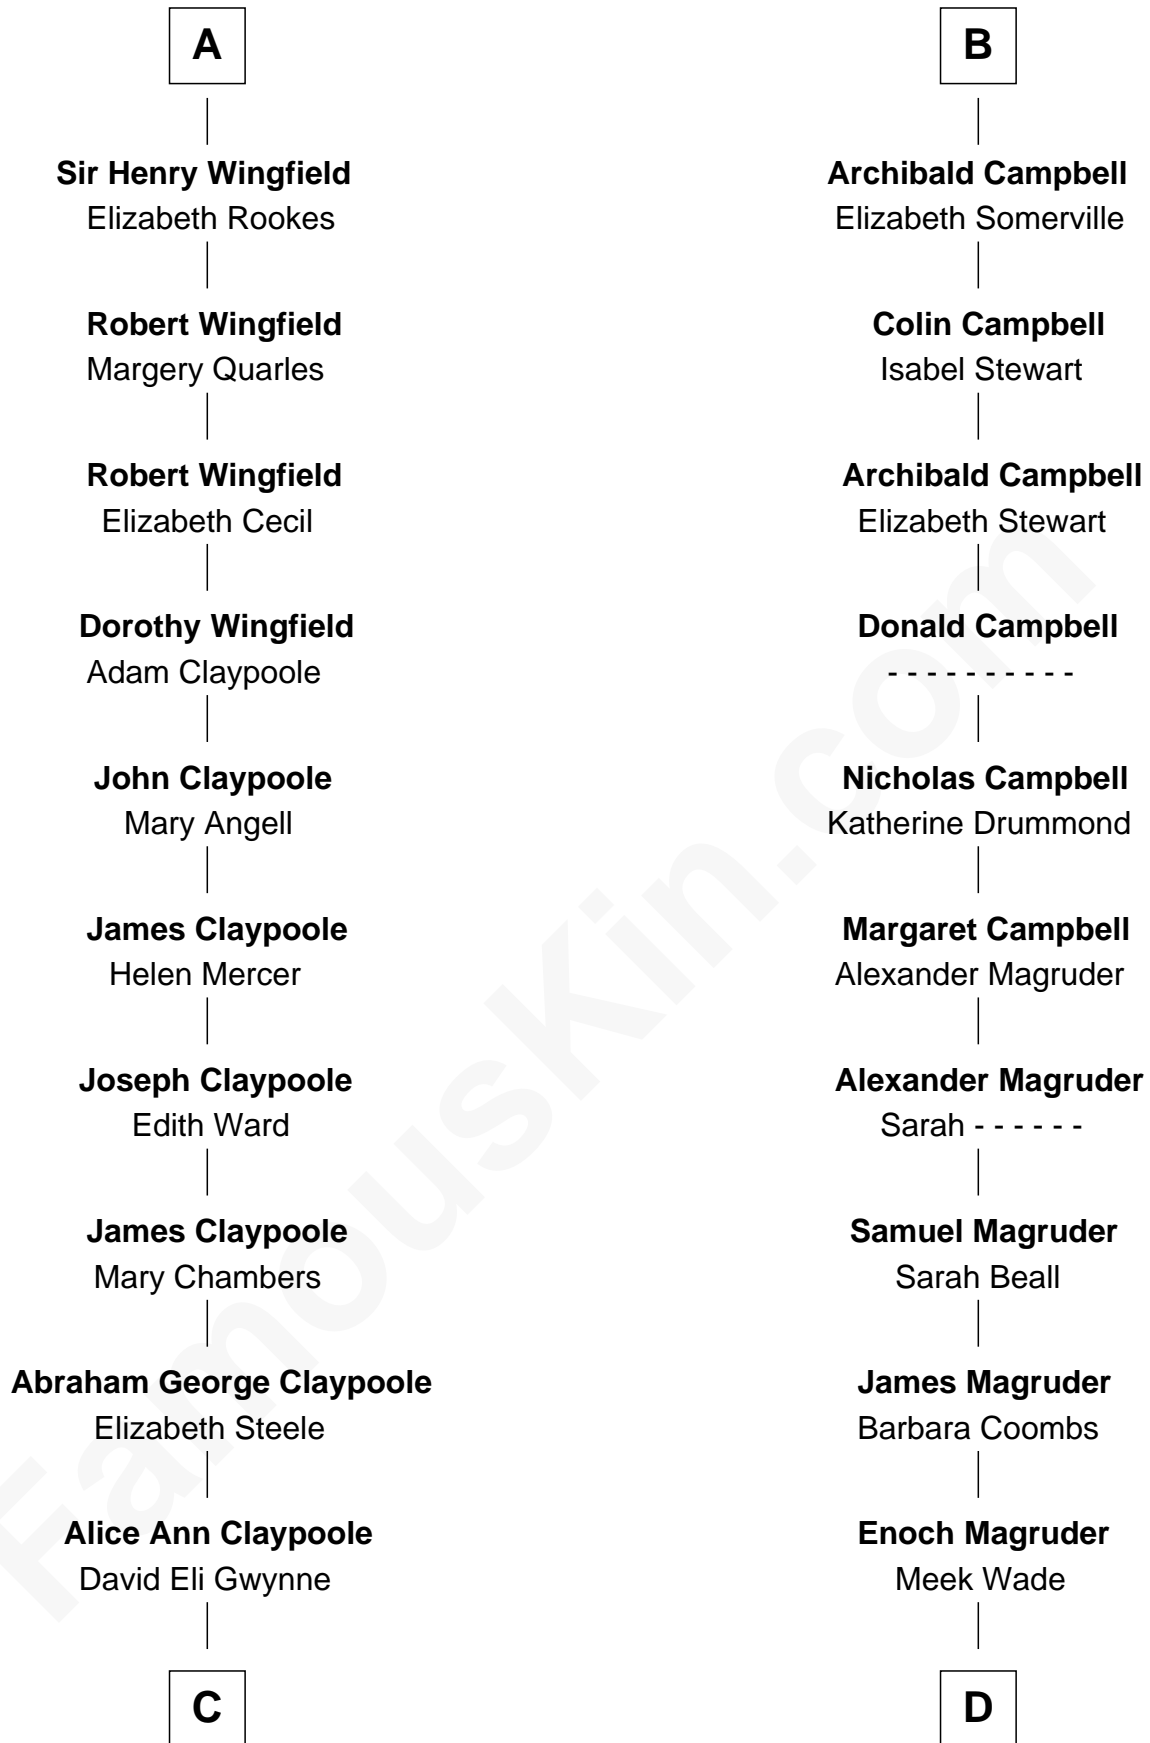 A
Sir Henry Wingfield
Elizabeth Rookes
Robert Wingfield
Margery Quarles
Robert Wingfield
Elizabeth Cecil
Dorothy Wingfield
Adam Claypoole
John Claypoole
Mary Angell
James Claypoole
Helen Mercer
Joseph Claypoole
Edith Ward
James Claypoole
Mary Chambers
Abraham George Claypoole
Elizabeth Steele
Alice Ann Claypoole
David Eli Gwynne
C
B
Archibald Campbell
Elizabeth Somerville
Colin Campbell
Isabel Stewart
Archibald Campbell
Elizabeth Stewart
Donald Campbell
- - - - - - - - - -
Nicholas Campbell
Katherine Drummond
Margaret Campbell
Alexander Magruder
Alexander Magruder
Sarah - - - - - -
Samuel Magruder
Sarah Beall
James Magruder
Barbara Coombs
Enoch Magruder
Meek Wade
D
FamousKin.com